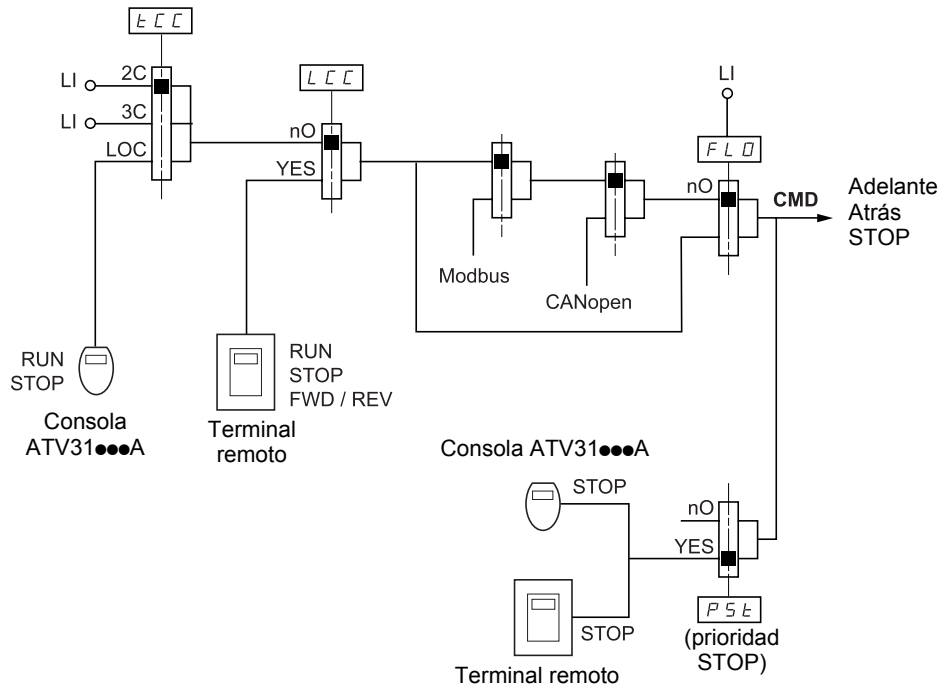 tCC
LI
2C
LI
3C
LOC
LCC
nO
YES
LI
FLO
nO
CMD
Adelante
Atrás
STOP
Modbus
CANopen
RUN
STOP
Consola
ATV31●●●A
RUN
STOP
FWD / REV
Terminal
remoto
Consola ATV31●●●A
STOP
nO
YES
PSt
(prioridad
STOP)
STOP
Terminal remoto